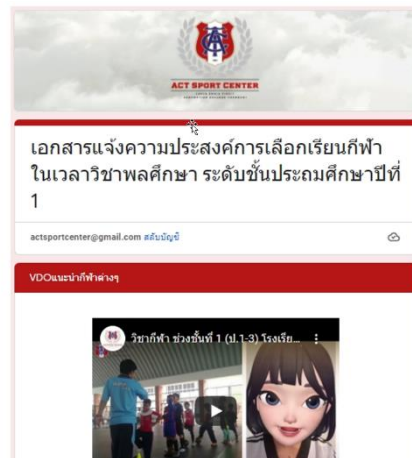 ACT SPORT CENTER
เอกสารแจ้งความประสงค์การเลือกเรียนกีฬา
ในเวลาวิชาพลศึกษา ระดับชั้นประถมศึกษาปีที่
1
actsportcenter@gmail.com สลับบัญชี
VDOแนะนำกีฬาต่างๆ
วิชากีฬา ช่วงชั้นที่ 1 (ป.1-3) โรงเรีย...